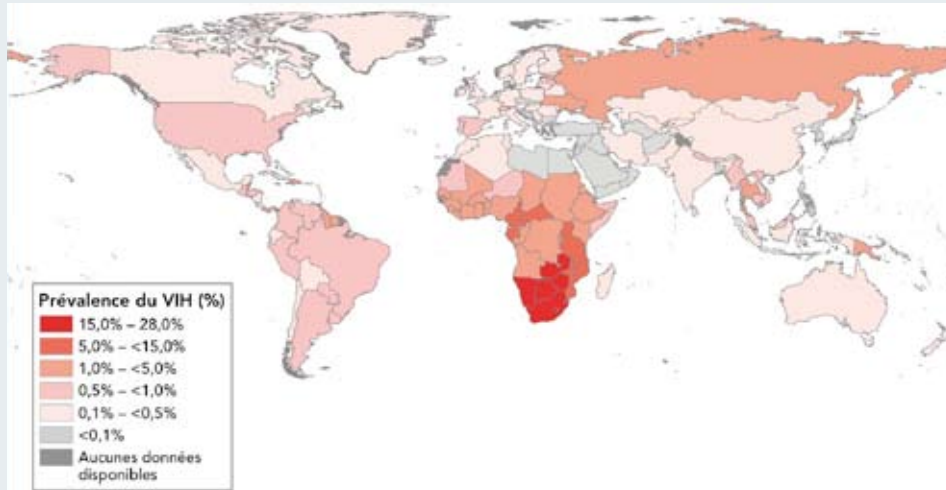 Prévalence du VIH (%)
15,0% – 28,0%
5,0% – <15,0%
1,0% – <5,0%
0,5% – <1,0%
0,1% – <0,5%
<0,1%
Aucunes données
disponibles